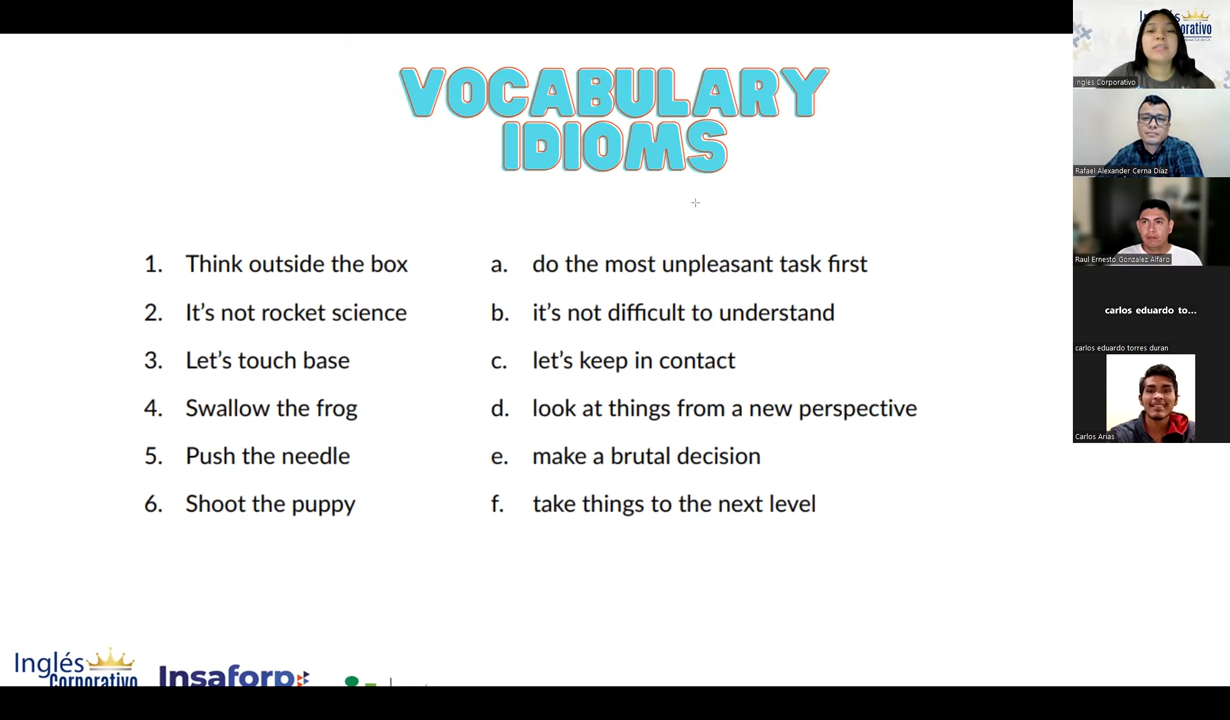 VOCABULARY
IDIOMS
1. Think outside the box
2. It's not rocket science
3. Let's touch base
4. Swallow the frog
5. Push the needle
6. Shoot the puppy
a. do the most unpleasant task first
b. it's not difficult to understand
c. let's keep in contact
d. look at things from a new perspective
e. make a brutal decision
f. take things to the next level
Inglés
Corporativo
Insaforp
Ingles Corporativo
Rafael Alexander Cerna Díaz
Raul Ernesto Gonzalez Alfaro
carlos eduardo to...
carlos eduardo torres duran
Carlos Arias